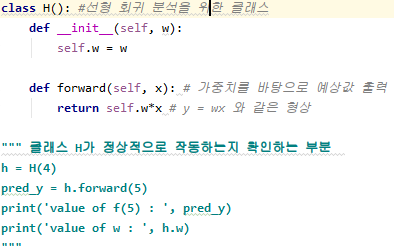 class H(): #선형 회귀 분석을 위한 클래스
    def __init__(self, w):
        self.w = w
    def forward(self, x): # 가중치를 바탕으로 예상값 출력
        return self.w*x # y = wx 와 같은 형상
""" 클래스 H가 정상적으로 작동하는지 확인하는 부분
h = H(4)
pred_y = h.forward(5)
print('value of f(5) : ', pred_y)
print('value of w : ', h.w)
"""